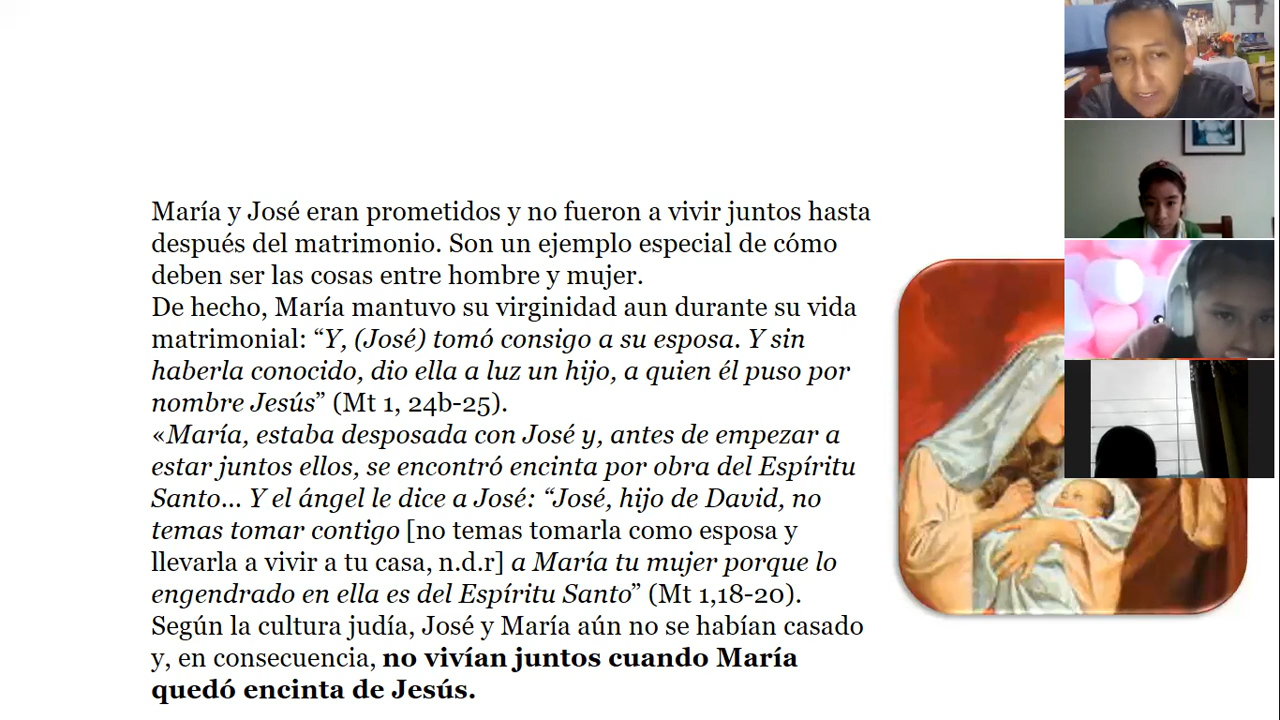 María y José eran prometidos y no fueron a vivir juntos hasta
después del matrimonio. Son un ejemplo especial de cómo
deben ser las cosas entre hombre y mujer.
De hecho, María mantuvo su virginidad aun durante su vida
matrimonial: “Y, (José) tomó consigo a su esposa. Y sin
haberla conocido, dio ella a luz un hijo, a quien él puso por
nombre Jesús” (Mt 1, 24b-25).
«María, estaba desposada con José y, antes de empezar a
estar juntos ellos, se encontró encinta por obra del Espíritu
Santo... Y el ángel le dice a José: “José, hijo de David, no
temas tomar contigo [no temas tomarla como esposa y
llevarla a vivir a tu casa, n.d.r] a María tu mujer porque lo
engendrado en ella es del Espíritu Santo” (Mt 1,18-20).
Según la cultura judía, José y María aún no se habían casado
y, en consecuencia, no vivían juntos cuando María
quedó encinta de Jesús.